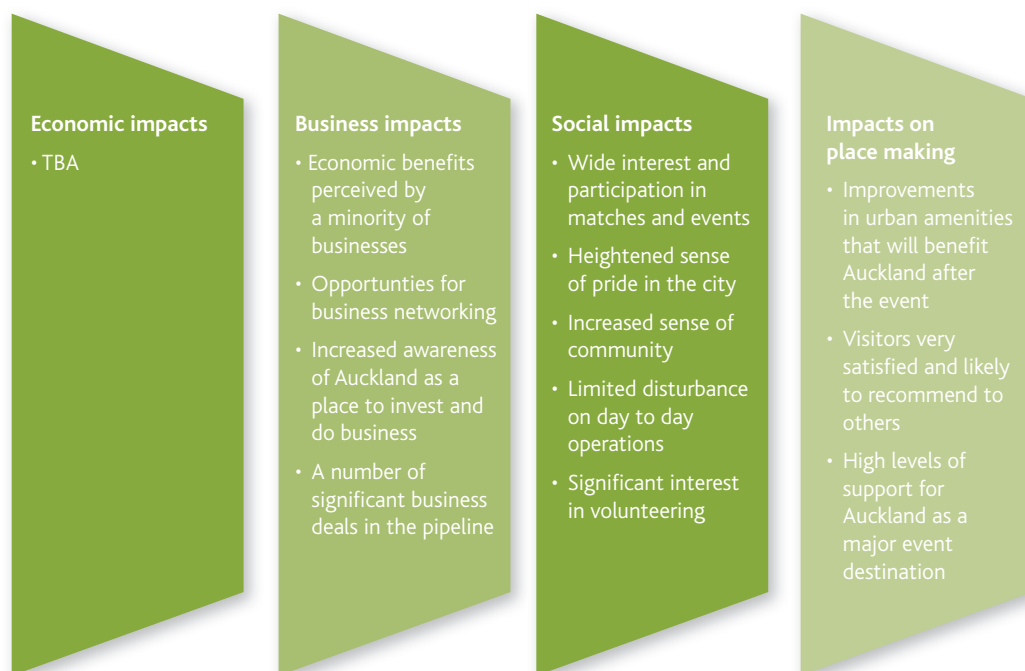 Economic impacts
• TBA
Business impacts
• Economic benefits
perceived by
a minority of
businesses
• Opportunties for
business networking
• Increased awareness
of Auckland as a
place to invest and
do business
• A number of
significant business
deals in the pipeline
Social impacts
• Wide interest and
participation in
matches and events
• Heightened sense
of pride in the city
• Increased sense of
community
• Limited disturbance
on day to day
operations
• Significant interest
in volunteering
Impacts on
place making
• Improvements
in urban amenities
that will benefit
Auckland after
the event
• Visitors very
satisfied and likely
to recommend to
others
• High levels of
support for
Auckland as a
major event
destination